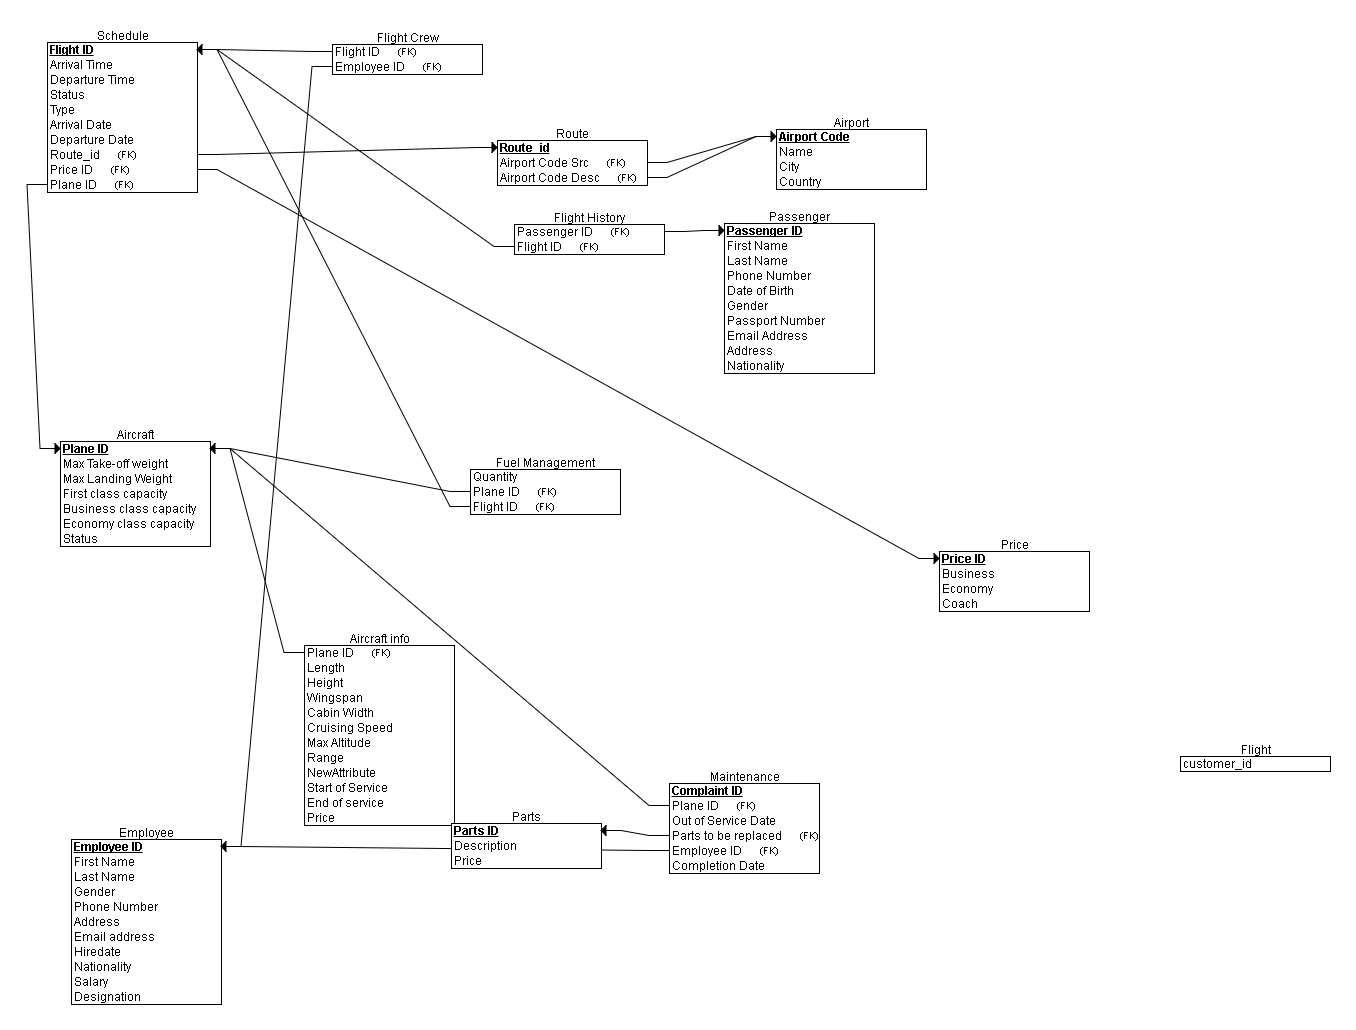 Schedule
Flight ID
Arrival Time
Departure Time
Status
Type
Arrival Date
Departure Date
Route_id (FK)
Price ID (FK)
Plane ID (FK)
Flight Crew
Flight ID (FK)
Employee ID (FK)
Route
Route_id
Airport Code Src (FK)
Airport Code Desc (FK)
Airport
Airport Code
Name
City
Country
Flight History
Passenger ID (FK)
Flight ID (FK)
Passenger
Passenger ID
First Name
Last Name
Phone Number
Date of Birth
Gender
Passport Number
Email Address
Address
Nationality
Aircraft
Plane ID
Max Take-off weight
Max Landing Weight
First class capacity
Business class capacity
Economy class capacity
Status
Fuel Management
Quantity
Plane ID (FK)
Flight ID (FK)
Price
Price ID
Business
Economy
Coach
Aircraft info
Plane ID (FK)
Length
Height
Wingspan
Cabin Width
Cruising Speed
Max Altitude
Range
NewAttribute
Start of Service
End of service
Price
Flight
customer_id
Maintenance
Complaint ID
Plane ID (FK)
Out of Service Date
Parts to be replaced (FK)
Employee ID (FK)
Completion Date
Parts
Parts ID
Description
Price
Employee
Employee ID
First Name
Last Name
Gender
Phone Number
Address
Email address
Hiredate
Nationality
Salary
Designation